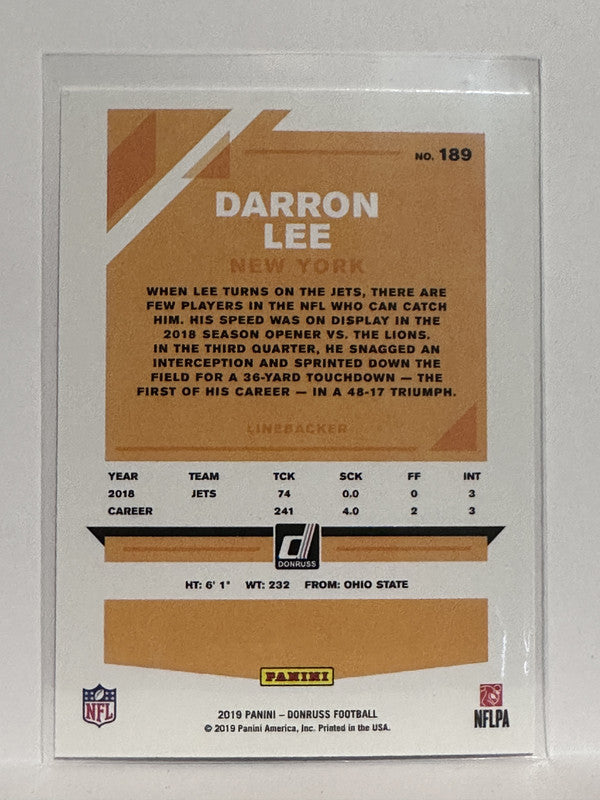 NO. 189
DARRON
LEE
NEW YORK
WHEN LEE TURNS ON THE JETS, THERE ARE
FEW PLAYERS IN THE NFL WHO CAN CATCH
HIM. HIS SPEED WAS ON DISPLAY IN THE
2018 SEASON OPENER VS. THE LIONS.
IN THE THIRD QUARTER, HE SNAGGED AN
INTERCEPTION AND SPRINTED DOWN THE
FIELD FOR A 36-YARD TOUCHDOWN — THE
FIRST OF HIS CAREER — IN A 48-17 TRIUMPH.
LINEBACKER
YEAR TEAM TCK SCK FF INT
2018 JETS 74 0.0 0 3
CAREER 241 4.0 2 3
d
DONRUSS
HT: 6' 1" WT: 232 FROM: OHIO STATE
PANINI
NFL
NFLPA
2019 PANINI – DONRUSS FOOTBALL
© 2019 Panini America, Inc. Printed in the USA.